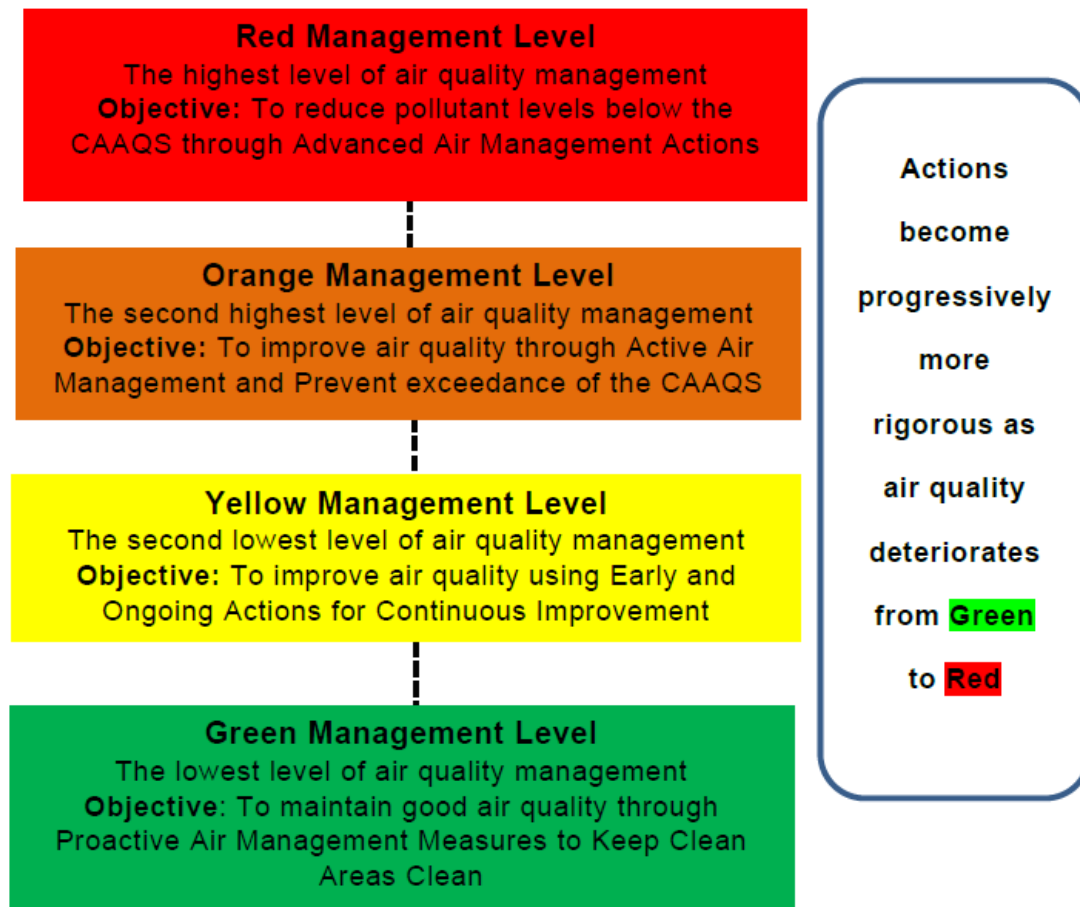 Red Management Level
The highest level of air quality management
Objective: To reduce pollutant levels below the
CAAQS through Advanced Air Management Actions
Orange Management Level
The second highest level of air quality management
Objective: To improve air quality through Active Air
Management and Prevent exceedance of the CAAQS
Yellow Management Level
The second lowest level of air quality management
Objective: To improve air quality using Early and
Ongoing Actions for Continuous Improvement
Green Management Level
The lowest level of air quality management
Objective: To maintain good air quality through
Proactive Air Management Measures to Keep Clean
Areas Clean
Actions
become
progressively
more
rigorous as
air quality
deteriorates
from Green
to Red